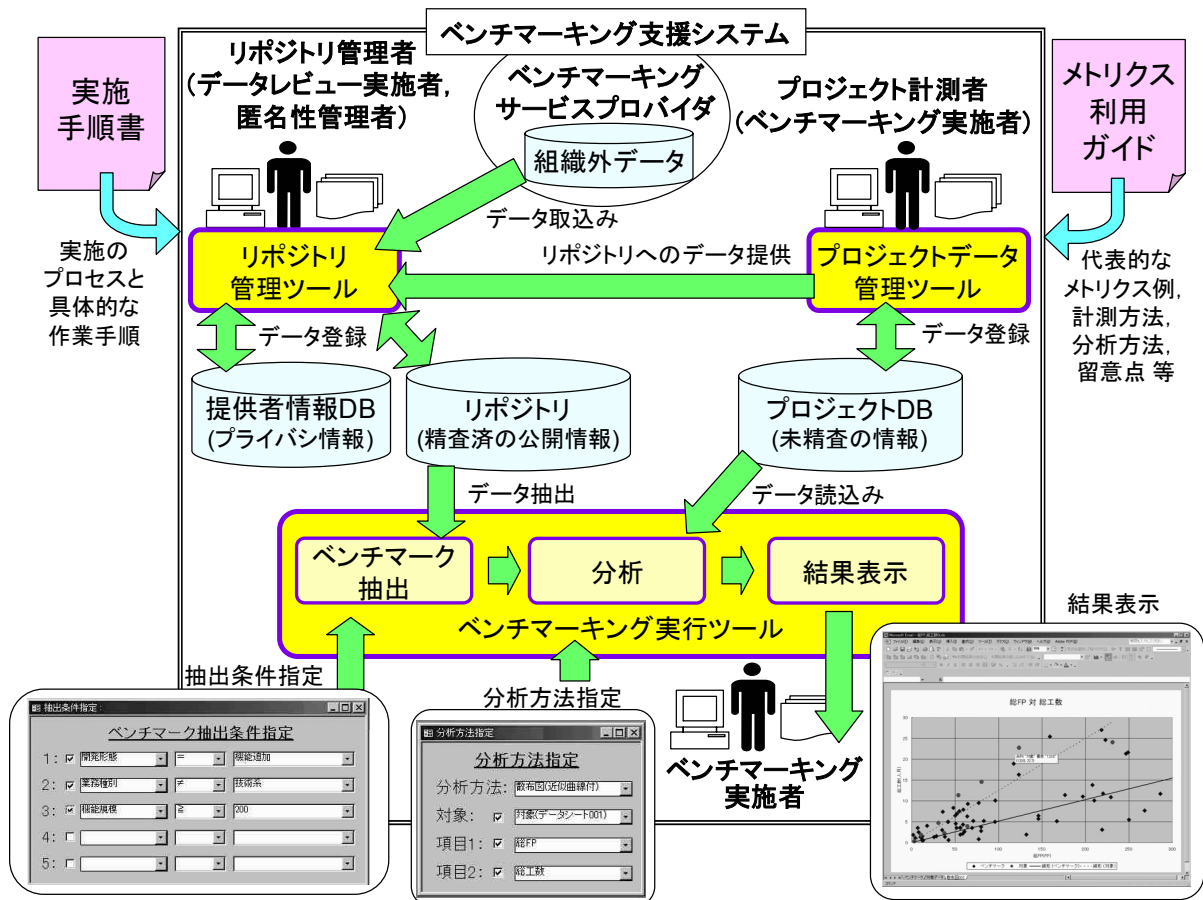 ベンチマーキング支援システム
実施
手順書
実施の
プロセスと
具体的な
作業手順
リポジトリ管理者
(データレビュー実施者,
匿名性管理者)
ベンチマーキング
サービスプロバイダ
組織外データ
プロジェクト計測者
(ベンチマーキング実施者)
メトリクス
利用
ガイド
代表的な
メトリクス例,
計測方法,
分析方法,
留意点 等
データ取込み
リポジトリ
管理ツール
リポジトリへのデータ提供
プロジェクトデータ
管理ツール
データ登録
データ登録
提供者情報DB
(プライバシ情報)
リポジトリ
(精査済の公開情報)
プロジェクトDB
(未精査の情報)
データ抽出
データ読込み
ベンチマーク
抽出
分析
結果表示
ベンチマーキング実行ツール
抽出条件指定
分析方法指定
ベンチマーキング
実施者
結果表示
抽出条件指定:
ベンチマーク抽出条件指定
1: 開発形態 = 機能追加
2: 業務種別 ≠ 技術系
3: 機能規模 ≧ 200
4:
5:
分析方法指定
分析方法指定
分析方法: 散布図(近似曲線付)
対象: 対象(データシート001)
項目1: 総FP
項目2: 総工数
総FP 対 総工数
30
25
20
15
10
5
0
0 50 100 150 200 250 300